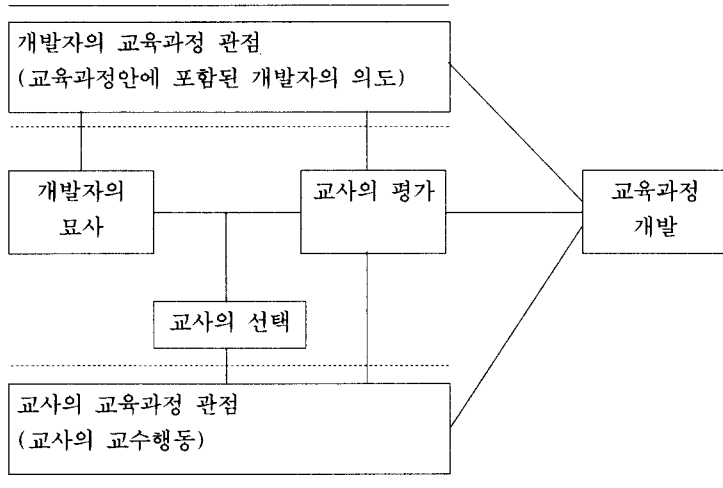 개발자의 교육과정 관점
(교육과정안에 포함된 개발자의 의도)
개발자의
묘사
교사의 평가
교육과정
개발
교사의 선택
교사의 교육과정 관점
(교사의 교수행동)